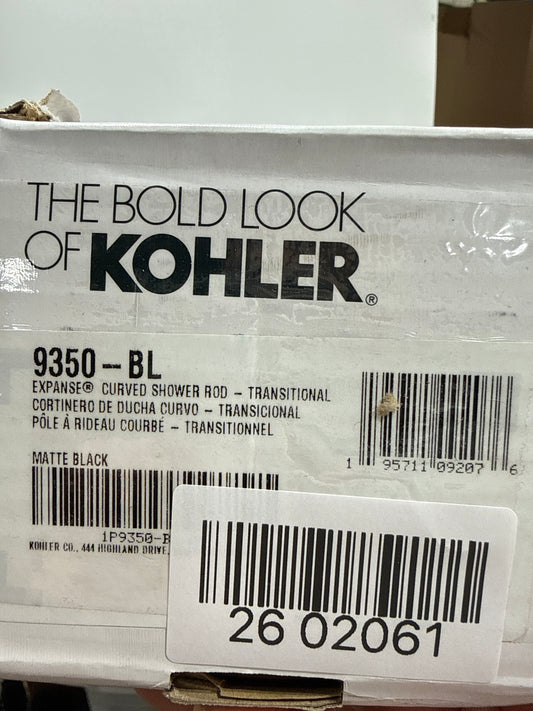 THE BOLD LOOK
OF KOHLER®
9350-BL
EXPANSE® CURVED SHOWER ROD - TRANSITIONAL
CORTINERO DE DUCHA CURVO - TRANSICIONAL
PÔLE À RIDEAU COURBÉ - TRANSITIONNEL
1 95711 09207 6
MATTE BLACK
1P9350-B
KOHLER CO., 444 HIGHLAND DRIVE,
26 02061